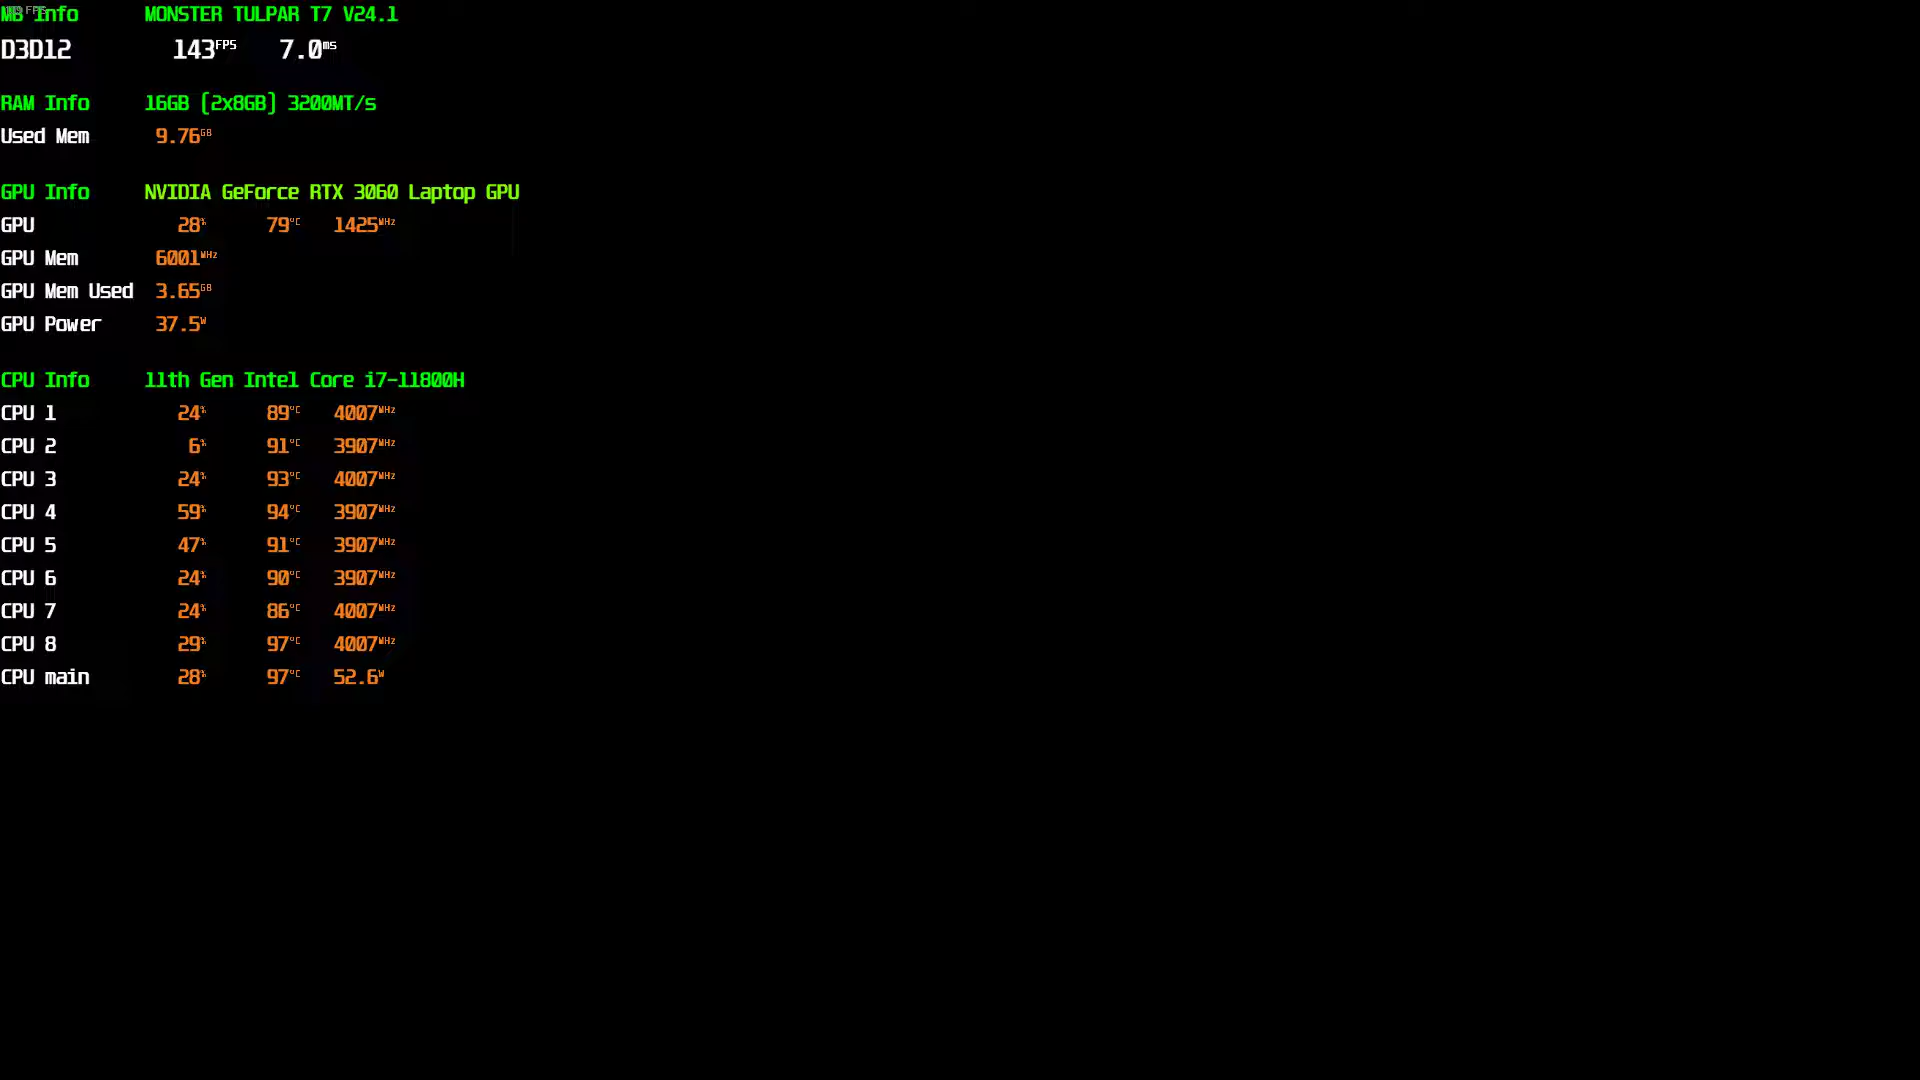 MB Info MONSTER TULPAR T7 V24.1
D3D12 143FPS 7.0ms
RAM Info 16GB (2x8GB) 3200MT/s
Used Mem 9.76GB
GPU Info NVIDIA GeForce RTX 3060 Laptop GPU
GPU 28% 79°C 1425MHz
GPU Mem 6001MHz
GPU Mem Used 3.65GB
GPU Power 37.5W
CPU Info 11th Gen Intel Core i7-11800H
CPU 1 24% 89°C 4007MHz
CPU 2 6% 91°C 3907MHz
CPU 3 24% 93°C 4007MHz
CPU 4 59% 94°C 3907MHz
CPU 5 47% 91°C 3907MHz
CPU 6 24% 90°C 3907MHz
CPU 7 24% 86°C 4007MHz
CPU 8 29% 97°C 4007MHz
CPU main 28% 97°C 52.6W